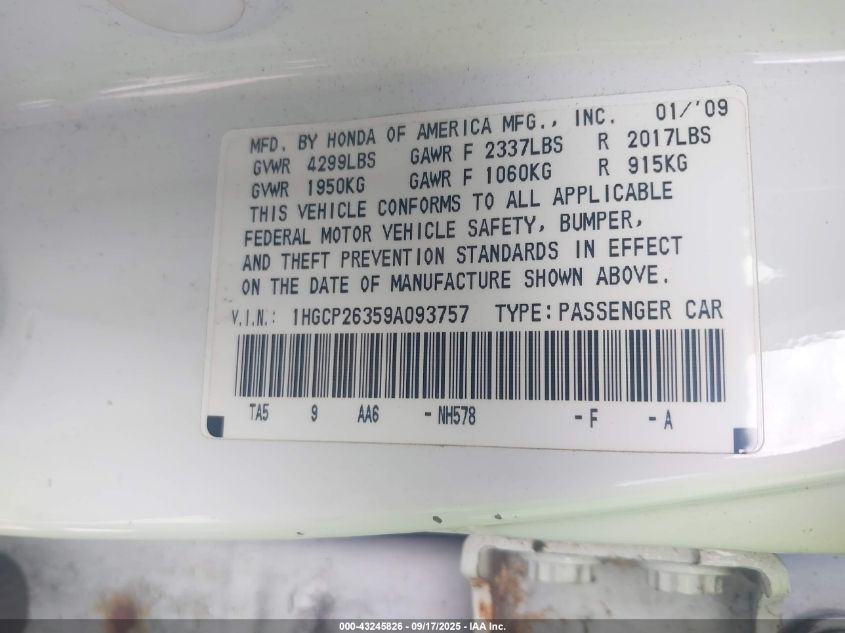 MFD. BY HONDA OF AMERICA MFG., INC. 01/'09
GVWR 4299LBS GAWR F 2337LBS R 2017LBS
GVWR 1950KG GAWR F 1060KG R 915KG
THIS VEHICLE CONFORMS TO ALL APPLICABLE
FEDERAL MOTOR VEHICLE SAFETY, BUMPER,
AND THEFT PREVENTION STANDARDS IN EFFECT
ON THE DATE OF MANUFACTURE SHOWN ABOVE.
V.I.N.: 1HGCP26359A093757 TYPE: PASSENGER CAR
TA5 9 AA6 -NH578 -F -A
000-43245826 - 09/17/2025 - IAA Inc.